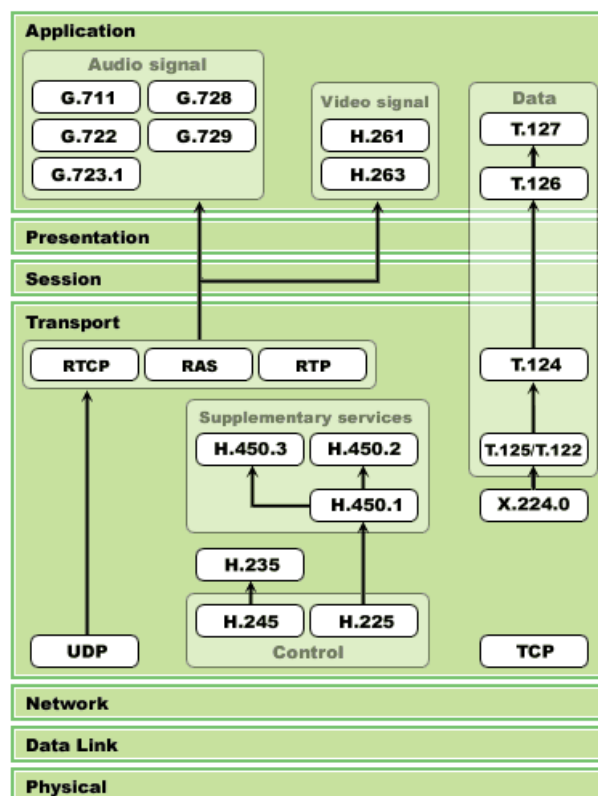 Application
Audio signal
G.711
G.728
G.722
G.729
G.723.1
Video signal
H.261
H.263
Data
T.127
T.126
Presentation
Session
Transport
RTCP
RAS
RTP
T.124
Supplementary services
H.450.3
H.450.2
T.125/T.122
H.450.1
X.224.0
H.235
H.245
H.225
Control
UDP
TCP
Network
Data Link
Physical